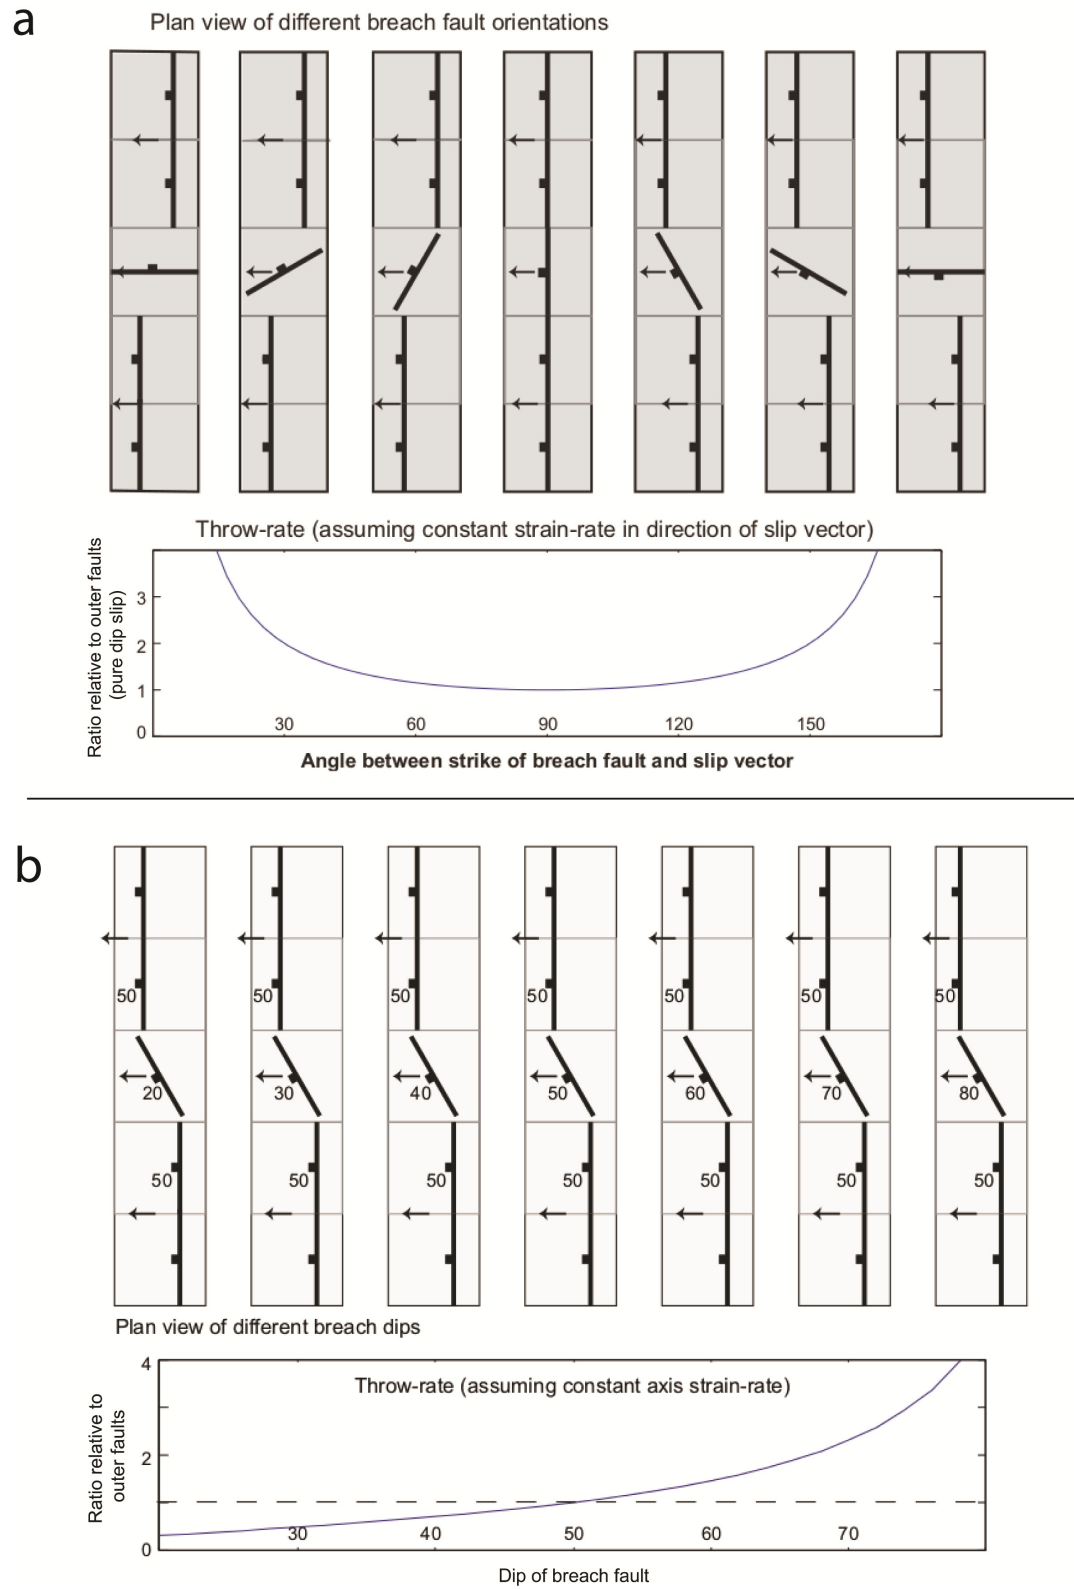 a
Plan view of different breach fault orientations
Throw-rate (assuming constant strain-rate in direction of slip vector)
Ratio relative to outer faults
(pure dip slip)
3
2
1
0
30 60 90 120 150
Angle between strike of breach fault and slip vector
b
50 50 50 50 50 50 50
20 30 40 50 60 70 80
50 50 50 50 50 50 50
Plan view of different breach dips
Throw-rate (assuming constant axis strain-rate)
Ratio relative to
outer faults
4
2
0
30 40 50 60 70
Dip of breach fault